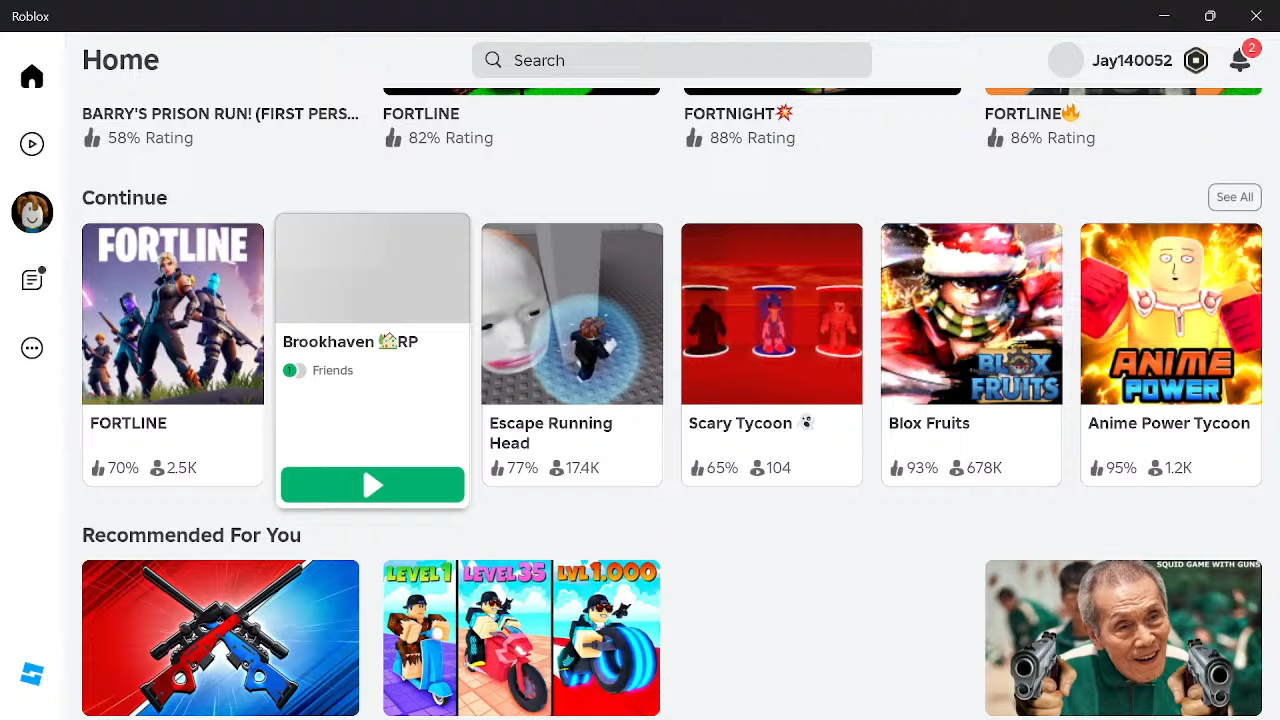 Roblox
Home
Search
Jay140052
2
BARRY'S PRISON RUN! (FIRST PERS...
58% Rating
FORTLINE
82% Rating
FORTNIGHT💥
88% Rating
FORTLINE🔥
86% Rating
Continue
See All
FORTLINE
FORTLINE
70% 2.5K
Brookhaven 🏡RP
1 Friends
Escape Running
Head
77% 17.4K
Scary Tycoon 👻
65% 104
BLOX
FRUITS
Blox Fruits
93% 678K
ANIME
POWER
Anime Power Tycoon
95% 1.2K
Recommended For You
LEVEL 1
LEVEL 35
LVL 1,000
SQUID GAME WITH GUNS